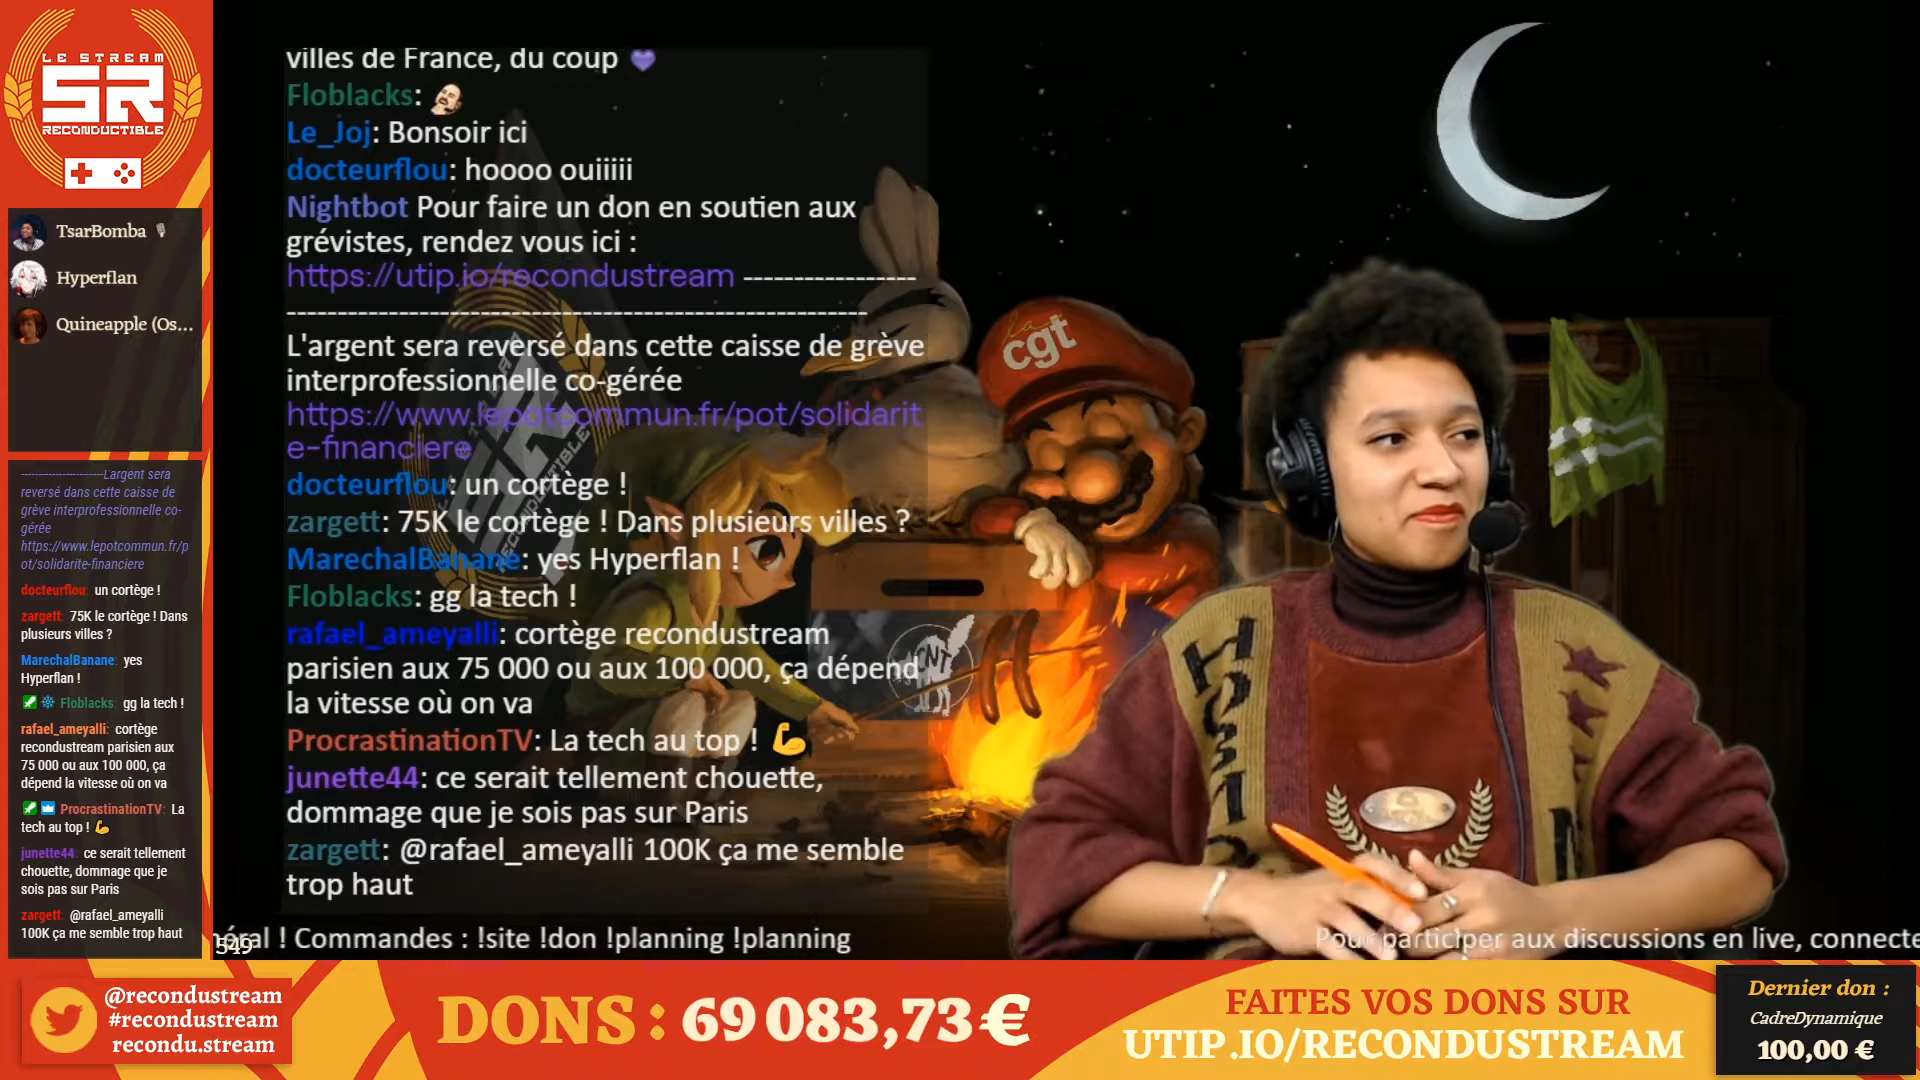 LE STREAM
SR
RECONDUCTIBLE
TsarBomba
Hyperflan
Quineapple (Os...
-----------------------L'argent sera
reversé dans cette caisse de
grève interprofessionnelle co-
gérée
https://www.lepotcommun.fr/p
ot/solidarite-financiere
docteurflou: un cortège !
zargett: 75K le cortège ! Dans
plusieurs villes ?
MarechalBanane: yes
Hyperflan !
Floblacks: gg la tech !
rafael_ameyalli: cortège
recondustream parisien aux
75 000 ou aux 100 000, ça
dépend la vitesse où on va
ProcrastinationTV: La
tech au top ! 💪
junette44: ce serait tellement
chouette, dommage que je
sois pas sur Paris
zargett: @rafael_ameyalli
100K ça me semble trop haut
villes de France, du coup 💜
Floblacks:
Le_Joj: Bonsoir ici
docteurflou: hoooo ouiiiii
Nightbot Pour faire un don en soutien aux
grévistes, rendez vous ici :
https://utip.io/recondustream -----------------
---------------------------------------------------------
L'argent sera reversé dans cette caisse de grève
interprofessionnelle co-gérée
https://www.lepotcommun.fr/pot/solidarit
e-financiere
docteurflou: un cortège !
zargett: 75K le cortège ! Dans plusieurs villes ?
MarechalBanane: yes Hyperflan !
Floblacks: gg la tech !
rafael_ameyalli: cortège recondustream
parisien aux 75 000 ou aux 100 000, ça dépend
la vitesse où on va
ProcrastinationTV: La tech au top ! 💪
junette44: ce serait tellement chouette,
dommage que je sois pas sur Paris
zargett: @rafael_ameyalli 100K ça me semble
trop haut
la
cgt
CNT
SR
RECONDUCTIBLE
549
! Commandes : !site !don !planning !planning
Pour participer aux discussions en live, connecte
@recondustream
#recondustream
recondu.stream
DONS : 69 083,73 €
FAITES VOS DONS SUR
UTIP.IO/RECONDUSTREAM
Dernier don :
CadreDynamique
100,00 €